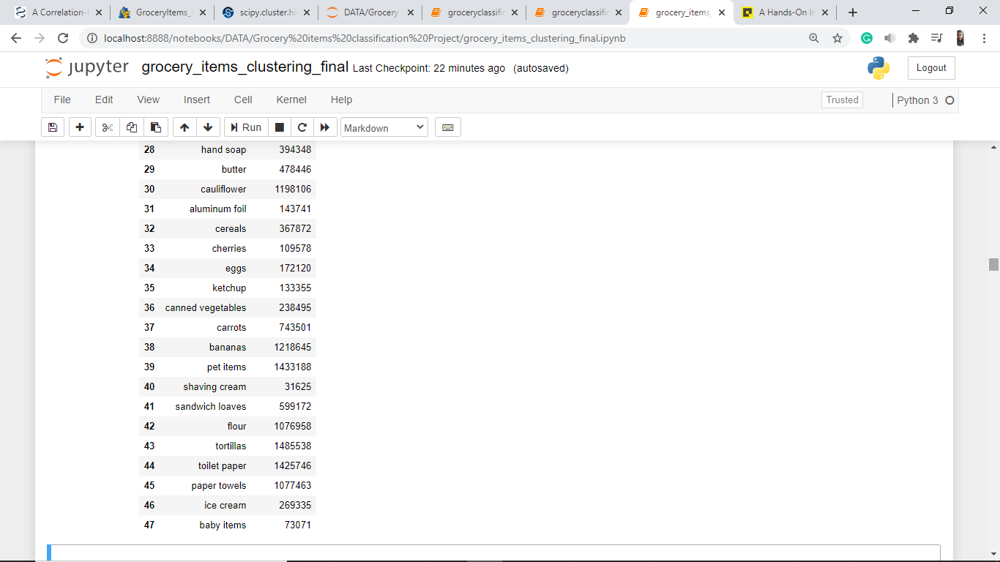 A Correlation-
GroceryItems_
scipy.cluster.hi
DATA/Grocery
groceryclassific
groceryclassific
grocery_items_
A Hands-On In
localhost:8888/notebooks/DATA/Grocery%20items%20classification%20Project/grocery_items_clustering_final.ipynb
jupyter grocery_items_clustering_final Last Checkpoint: 22 minutes ago (autosaved)
Logout
File Edit View Insert Cell Kernel Help
Trusted Python 3
Run Markdown
28 hand soap 394348
29 butter 478446
30 cauliflower 1198106
31 aluminum foil 143741
32 cereals 367872
33 cherries 109578
34 eggs 172120
35 ketchup 133355
36 canned vegetables 238495
37 carrots 743501
38 bananas 1218645
39 pet items 1433188
40 shaving cream 31625
41 sandwich loaves 599172
42 flour 1076958
43 tortillas 1485538
44 toilet paper 1425746
45 paper towels 1077463
46 ice cream 269335
47 baby items 73071